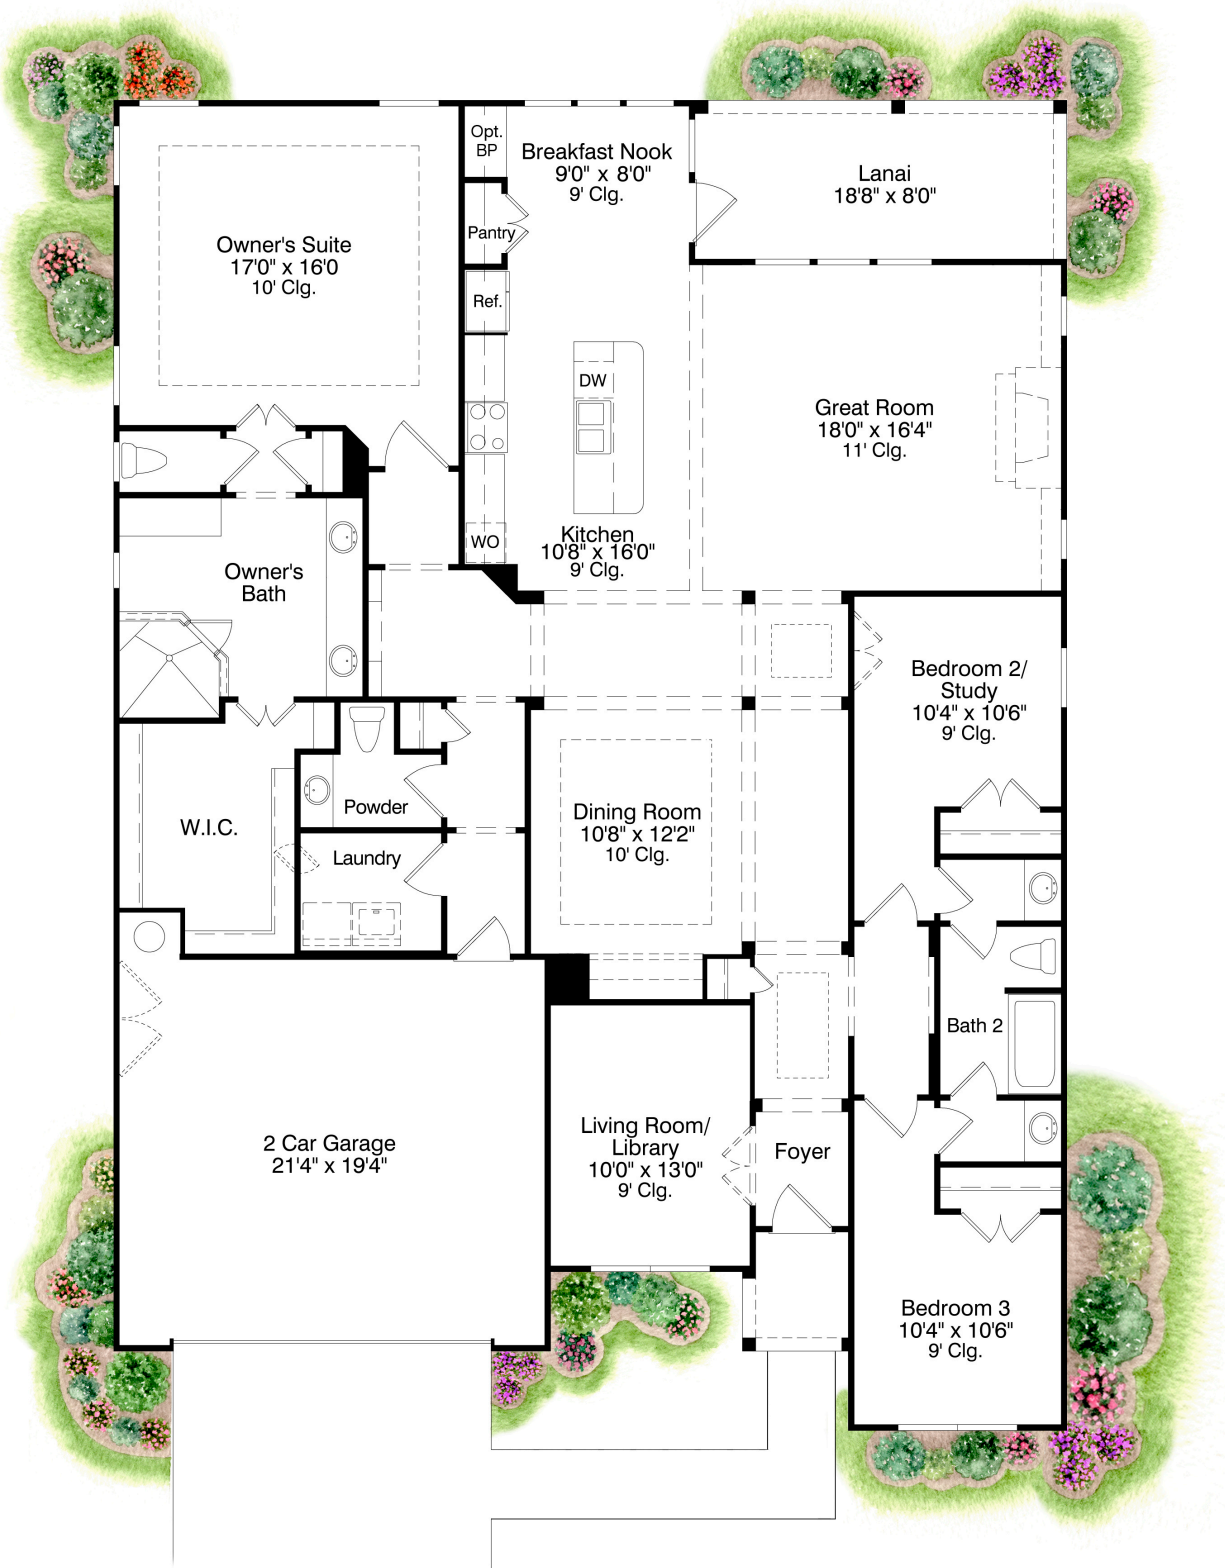 Opt.
BP
Breakfast Nook
9'0" x 8'0"
9' Clg.
Lanai
18'8" x 8'0"
Owner's Suite
17'0" x 16'0
10' Clg.
Pantry
Ref.
DW
Great Room
18'0" x 16'4"
11' Clg.
WO
Kitchen
10'8" x 16'0"
9' Clg.
Owner's
Bath
Bedroom 2/
Study
10'4" x 10'6"
9' Clg.
Powder
W.I.C.
Dining Room
10'8" x 12'2"
10' Clg.
Laundry
Bath 2
2 Car Garage
21'4" x 19'4"
Living Room/
Library
10'0" x 13'0"
9' Clg.
Foyer
Bedroom 3
10'4" x 10'6"
9' Clg.